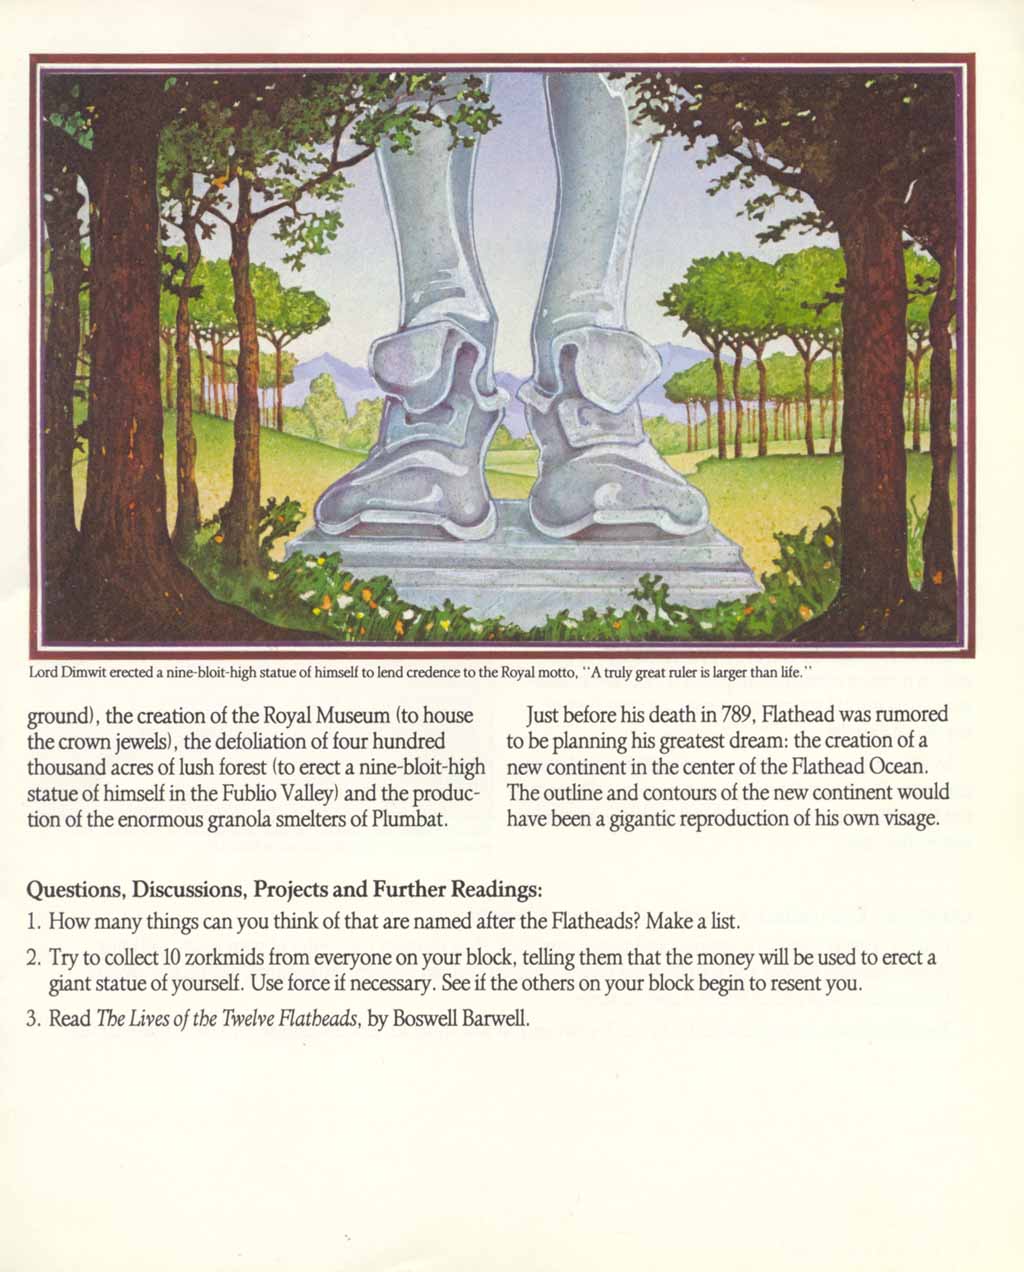 Lord Dimwit erected a nine-bloit-high statue of himself to lend credence to the Royal motto, "A truly great ruler is larger than life."
ground), the creation of the Royal Museum (to house
the crown jewels), the defoliation of four hundred
thousand acres of lush forest (to erect a nine-bloit-high
statue of himself in the Fublio Valley) and the produc-
tion of the enormous granola smelters of Plumbat.
Just before his death in 789, Flathead was rumored
to be planning his greatest dream: the creation of a
new continent in the center of the Flathead Ocean.
The outline and contours of the new continent would
have been a gigantic reproduction of his own visage.
Questions, Discussions, Projects and Further Readings:
1. How many things can you think of that are named after the Flatheads? Make a list.
2. Try to collect 10 zorkmids from everyone on your block, telling them that the money will be used to erect a
giant statue of yourself. Use force if necessary. See if the others on your block begin to resent you.
3. Read The Lives of the Twelve Flatheads, by Boswell Barwell.